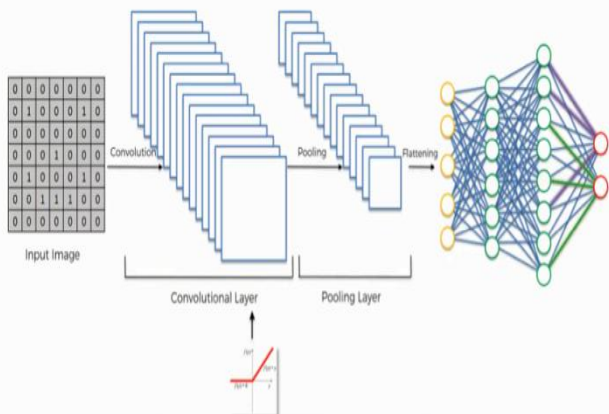 0 0 0 0 0 0 0
0 1 0 0 0 1 0
0 0 0 0 0 0 0
0 0 0 1 0 0 0
0 1 0 0 0 1 0
0 0 1 1 1 0 0
0 0 0 0 0 0 0
Input Image
Convolution
Pooling
Flattening
Convolutional Layer
Pooling Layer